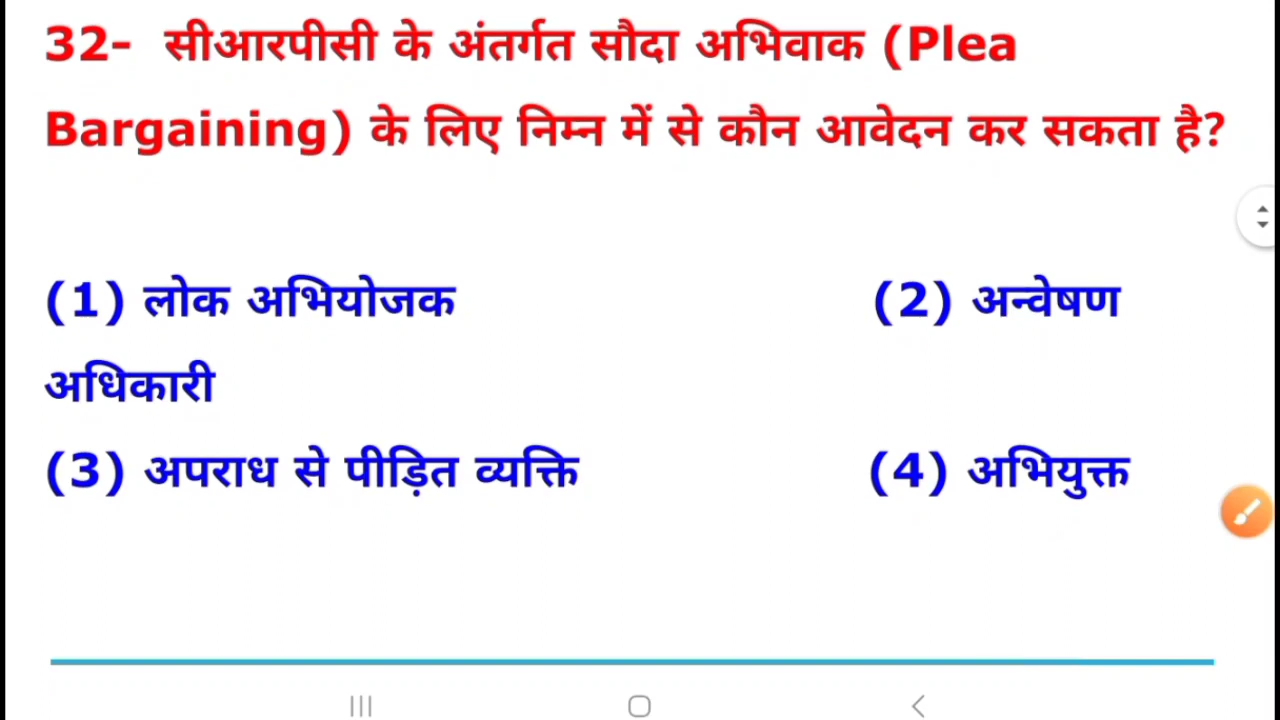 32- सीआरपीसी के अंतर्गत सौदा अभिवाक (Plea
Bargaining) के लिए निम्न में से कौन आवेदन कर सकता है?
(1) लोक अभियोजक (2) अन्वेषण
अधिकारी
(3) अपराध से पीड़ित व्यक्ति (4) अभियुक्त